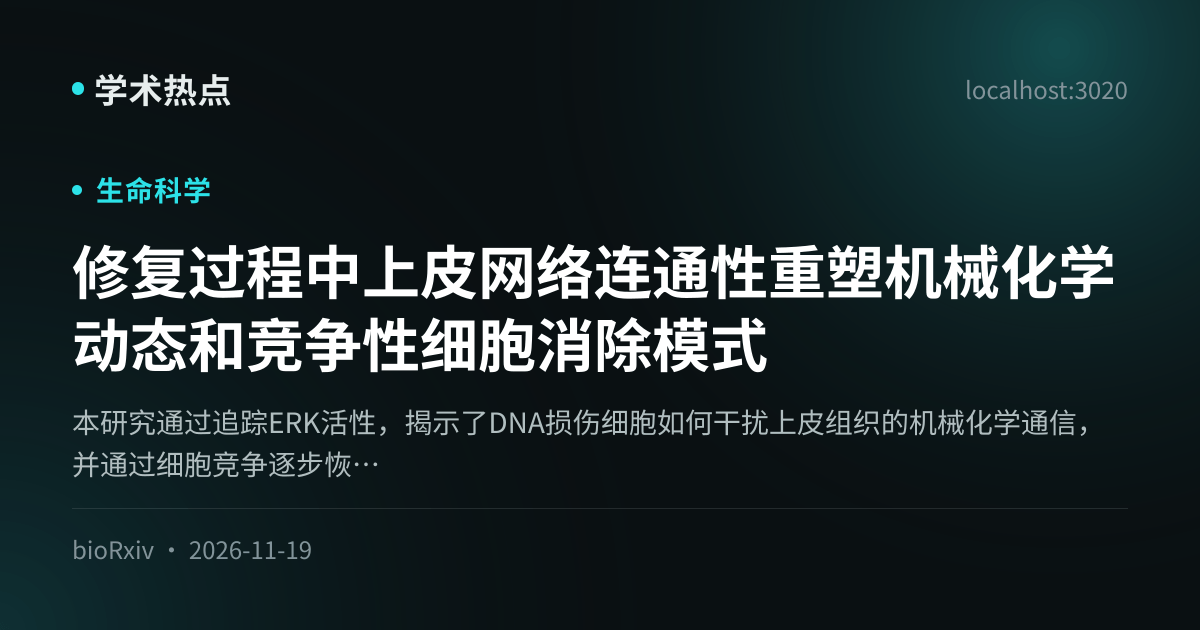 学术热点
localhost:3020
生命科学
修复过程中上皮网络连通性重塑机械化学
动态和竞争性细胞消除模式
本研究通过追踪ERK活性，揭示了DNA损伤细胞如何干扰上皮组织的机械化学通信，
并通过细胞竞争逐步恢…
bioRxiv • 2026-11-19